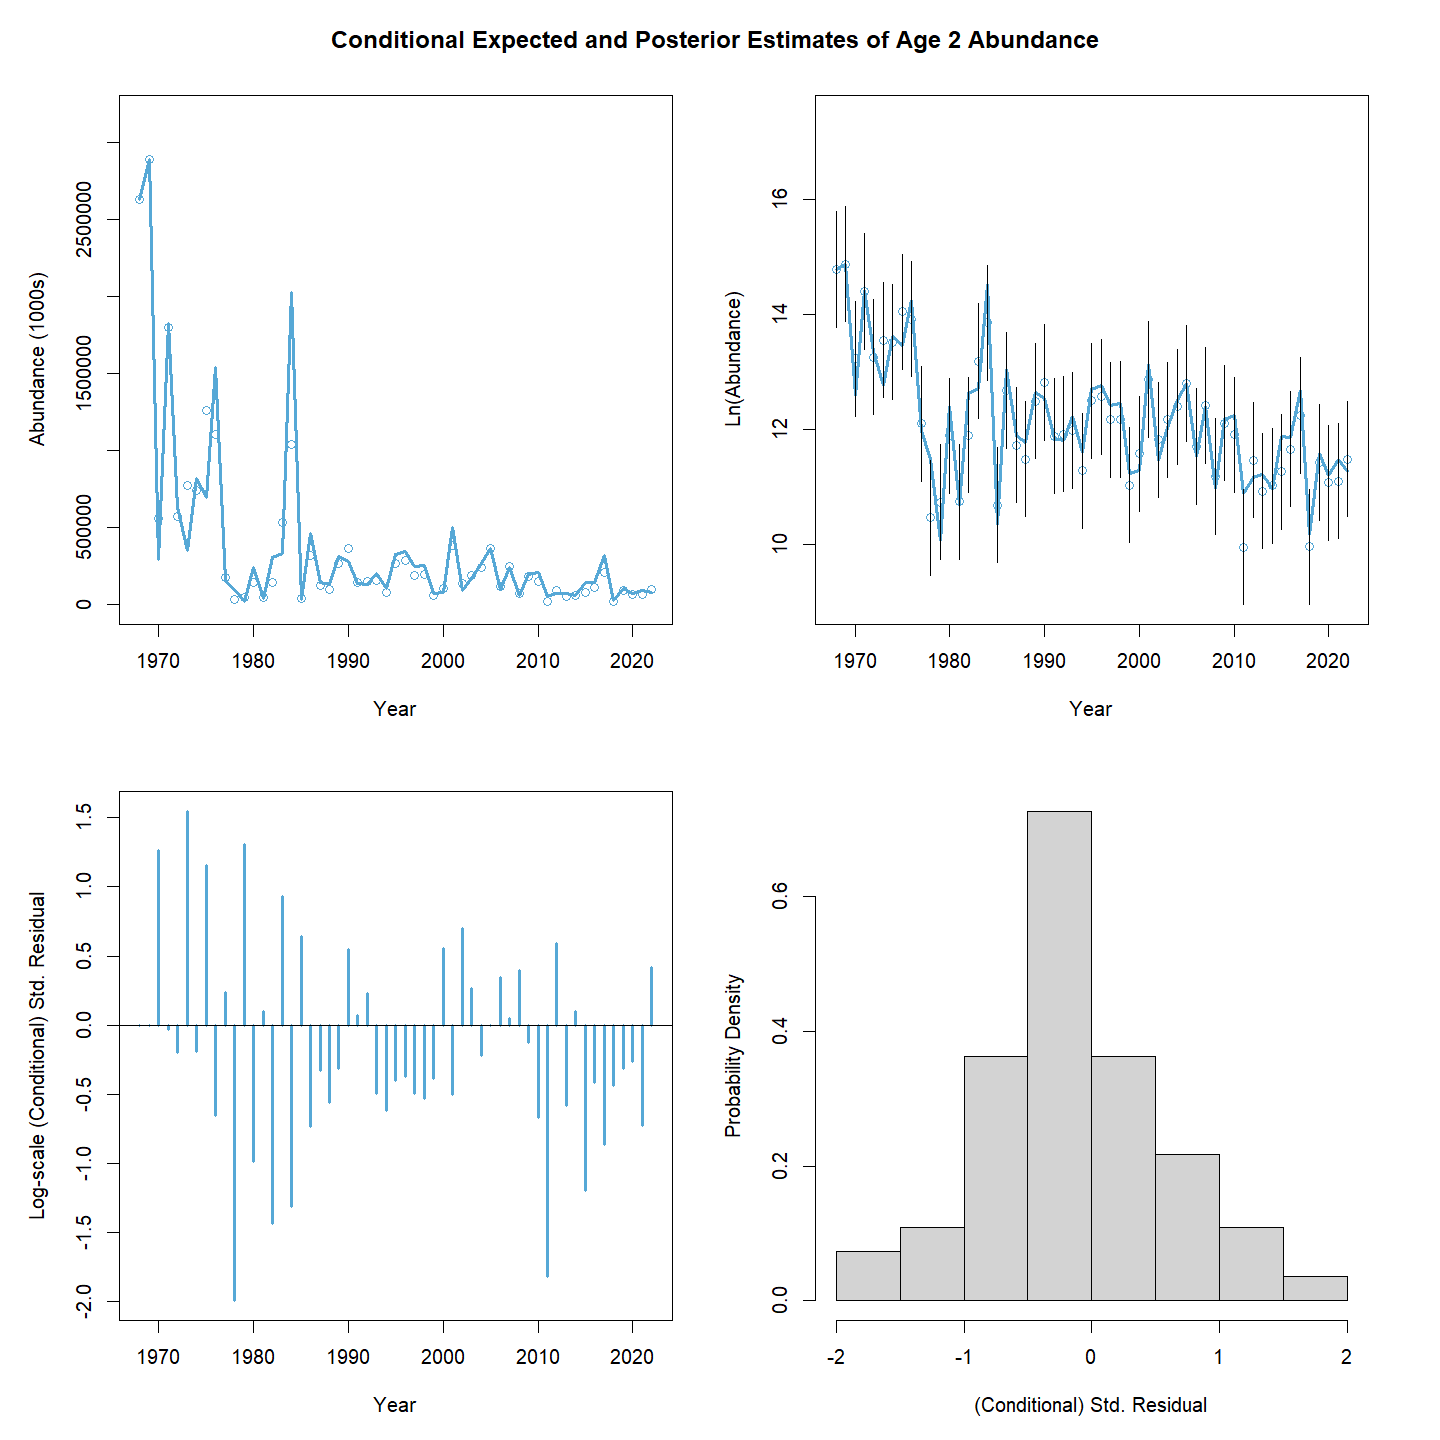 Conditional Expected and Posterior Estimates of Age 2 Abundance
Abundance (1000s)
0 500000 1500000 2500000
1970 1980 1990 2000 2010 2020
Year
Ln(Abundance)
10 12 14 16
1970 1980 1990 2000 2010 2020
Year
Log-scale (Conditional) Std. Residual
-2.0 -1.5 -1.0 -0.5 0.0 0.5 1.0 1.5
1970 1980 1990 2000 2010 2020
Year
Probability Density
0.0 0.2 0.4 0.6
-2 -1 0 1 2
(Conditional) Std. Residual